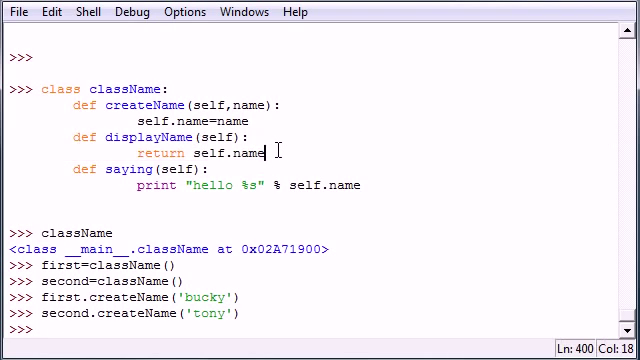 File Edit Shell Debug Options Windows Help
>>>
>>> class className:
def createName(self,name):
self.name=name
def displayName(self):
return self.name
def saying(self):
print "hello %s" % self.name
>>> className
<class __main__.className at 0x02A71900>
>>> first=className()
>>> second=className()
>>> first.createName('bucky')
>>> second.createName('tony')
>>>
Ln: 400 Col: 18